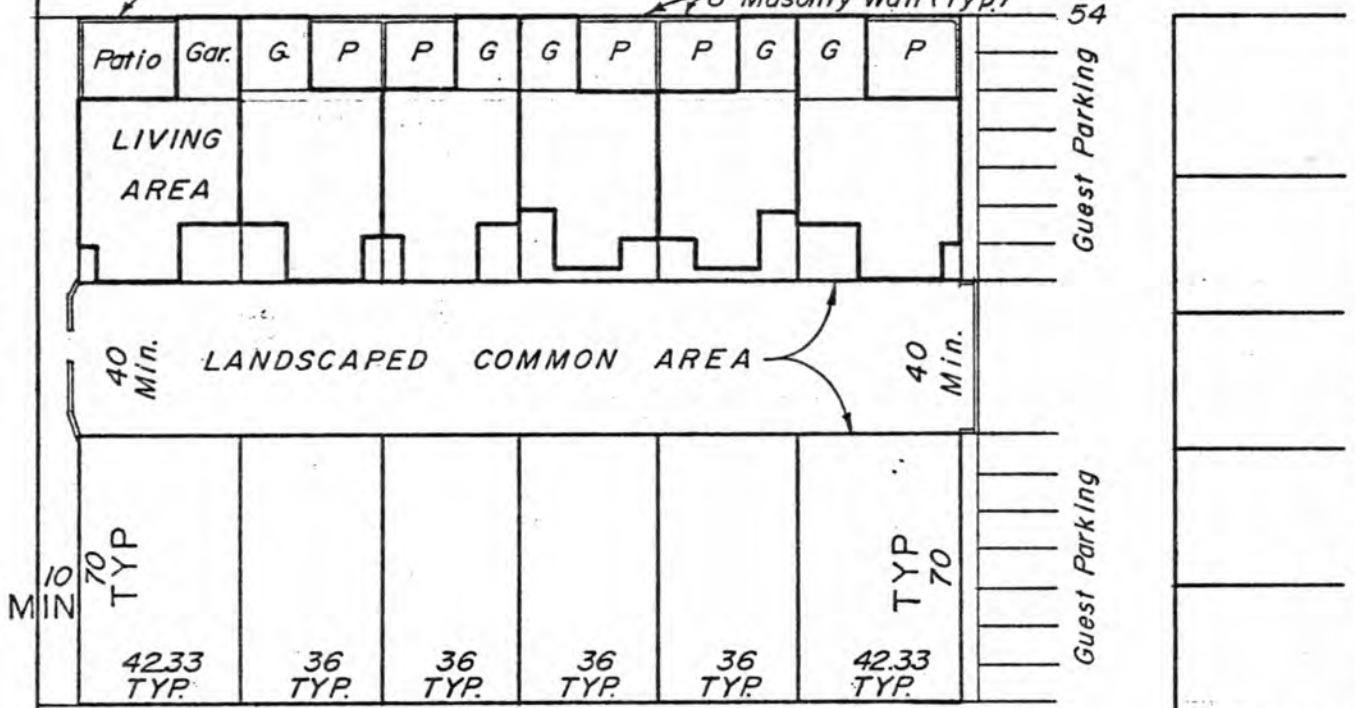 Masonry Wall (Typ.)
54
Patio Gar. G P P G G P P G G P
LIVING
AREA
Guest Parking
40
Min.
LANDSCAPED COMMON AREA
40
Min.
Guest Parking
10
MIN
70
TYP
TYP
70
42.33
TYP.
36
TYP.
36
TYP.
36
TYP.
36
TYP.
42.33
TYP.